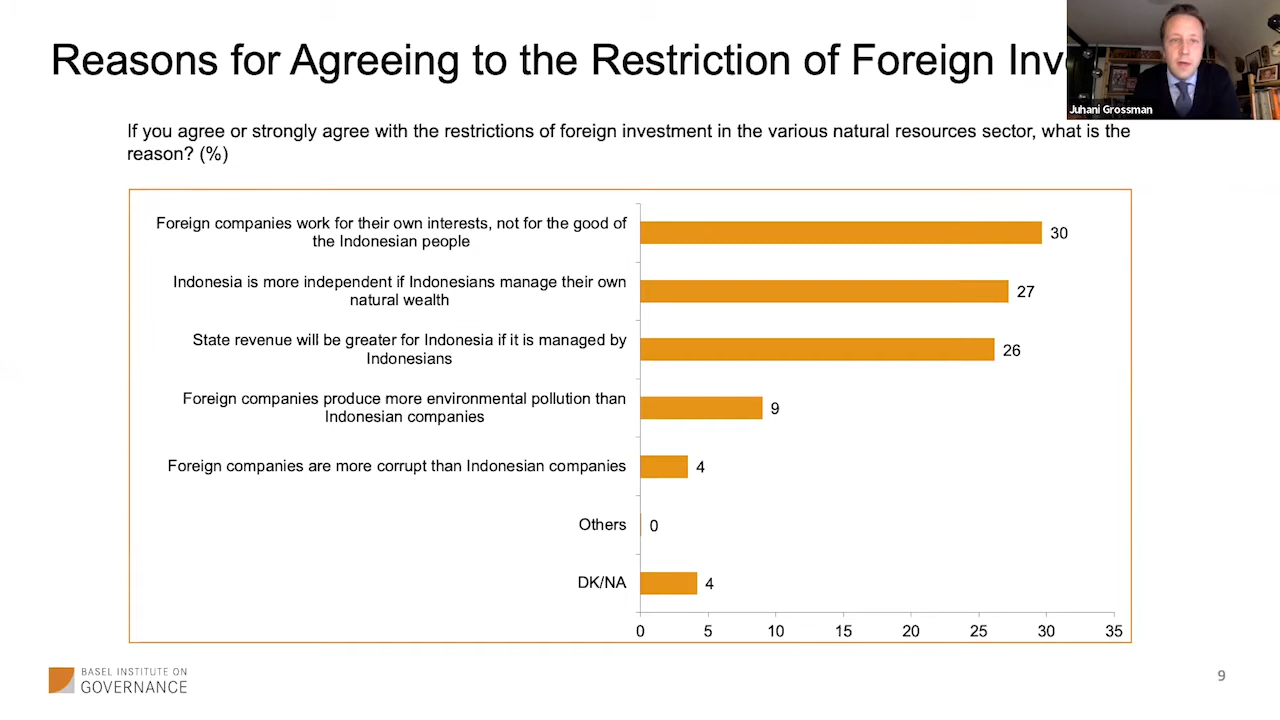 Reasons for Agreeing to the Restriction of Foreign Inv
Juhani Grossman
If you agree or strongly agree with the restrictions of foreign investment in the various natural resources sector, what is the
reason? (%)
Foreign companies work for their own interests, not for the good of
the Indonesian people
30
Indonesia is more independent if Indonesians manage their own
natural wealth
27
State revenue will be greater for Indonesia if it is managed by
Indonesians
26
Foreign companies produce more environmental pollution than
Indonesian companies
9
Foreign companies are more corrupt than Indonesian companies
4
Others
0
DK/NA
4
0 5 10 15 20 25 30 35
BASEL INSTITUTE ON
GOVERNANCE
9